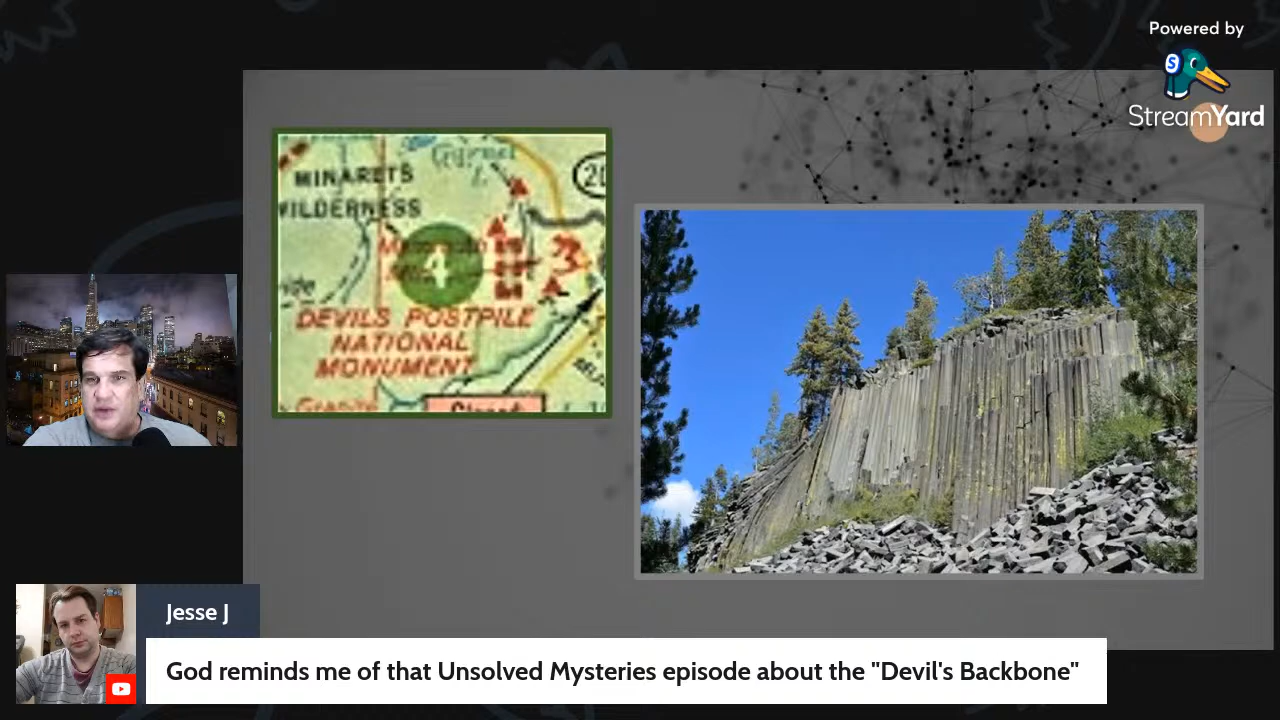 Powered by
StreamYard
MINARETS
WILDERNESS
4
3
DEVILS POSTPILE
NATIONAL
MONUMENT
Jesse J
God reminds me of that Unsolved Mysteries episode about the "Devil's Backbone"